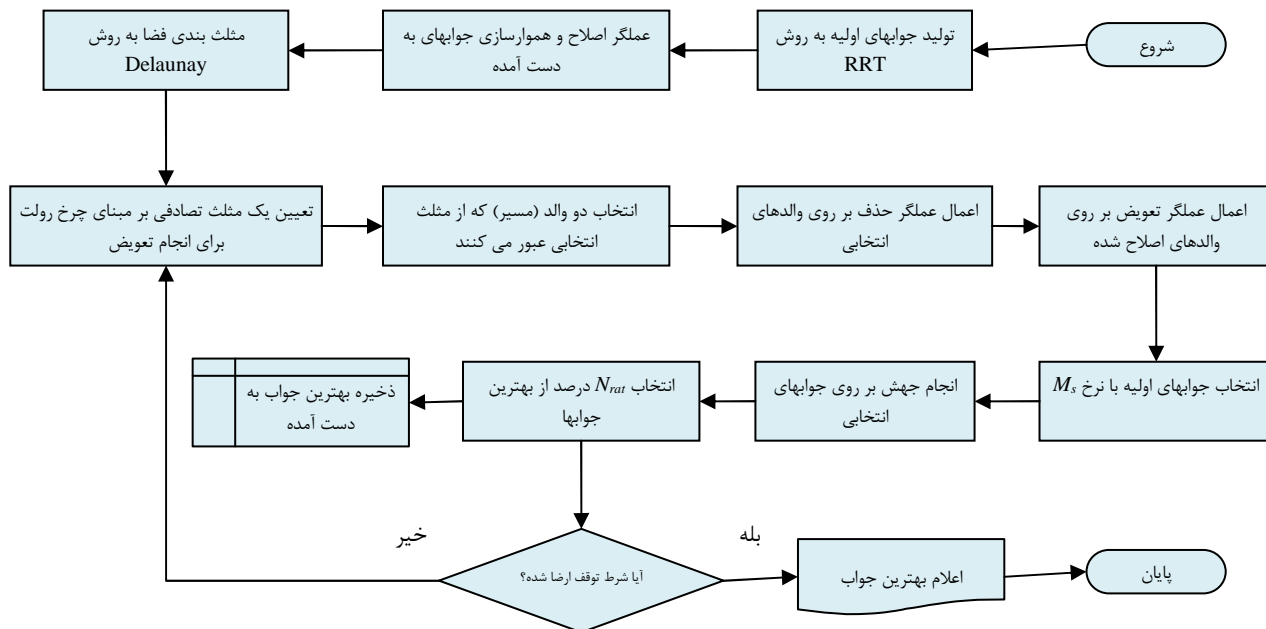 شروع
تولید جوابهای اولیه به روش
RRT
عملگر اصلاح و هموارسازی جوابهای به
دست آمده
مثلث بندی فضا به روش
Delaunay
تعیین یک مثلث تصادفی بر مبنای چرخ رولت
برای انجام تعویض
انتخاب دو والد (مسیر) که از مثلث
انتخابی عبور می کنند
اعمال عملگر حذف بر روی والدهای
انتخابی
اعمال عملگر تعویض بر روی
والدهای اصلاح شده
انتخاب جوابهای اولیه با نرخ Ms
انجام جهش بر روی جوابهای
انتخابی
انتخاب Nrat درصد از بهترین
جوابها
ذخیره بهترین جواب به
دست آمده
آیا شرط توقف ارضا شده؟
خیر
بله
اعلام بهترین جواب
پایان